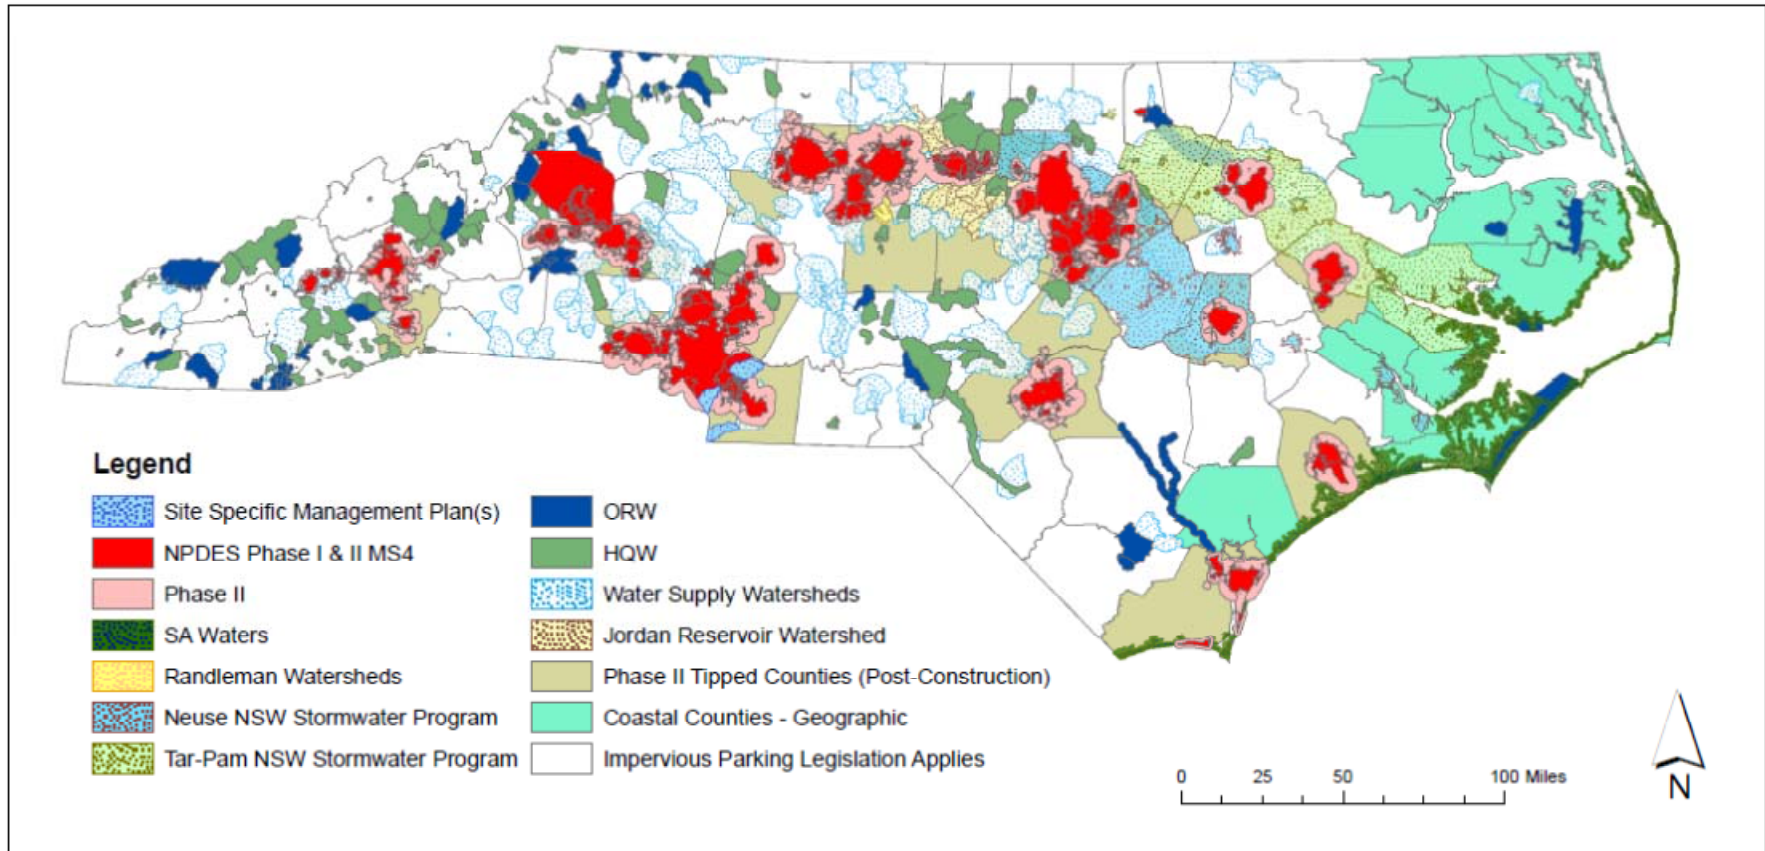 Legend
Site Specific Management Plan(s)
NPDES Phase I & II MS4
Phase II
SA Waters
Randleman Watersheds
Neuse NSW Stormwater Program
Tar-Pam NSW Stormwater Program
ORW
HQW
Water Supply Watersheds
Jordan Reservoir Watershed
Phase II Tipped Counties (Post-Construction)
Coastal Counties - Geographic
Impervious Parking Legislation Applies
0 25 50 100 Miles
N